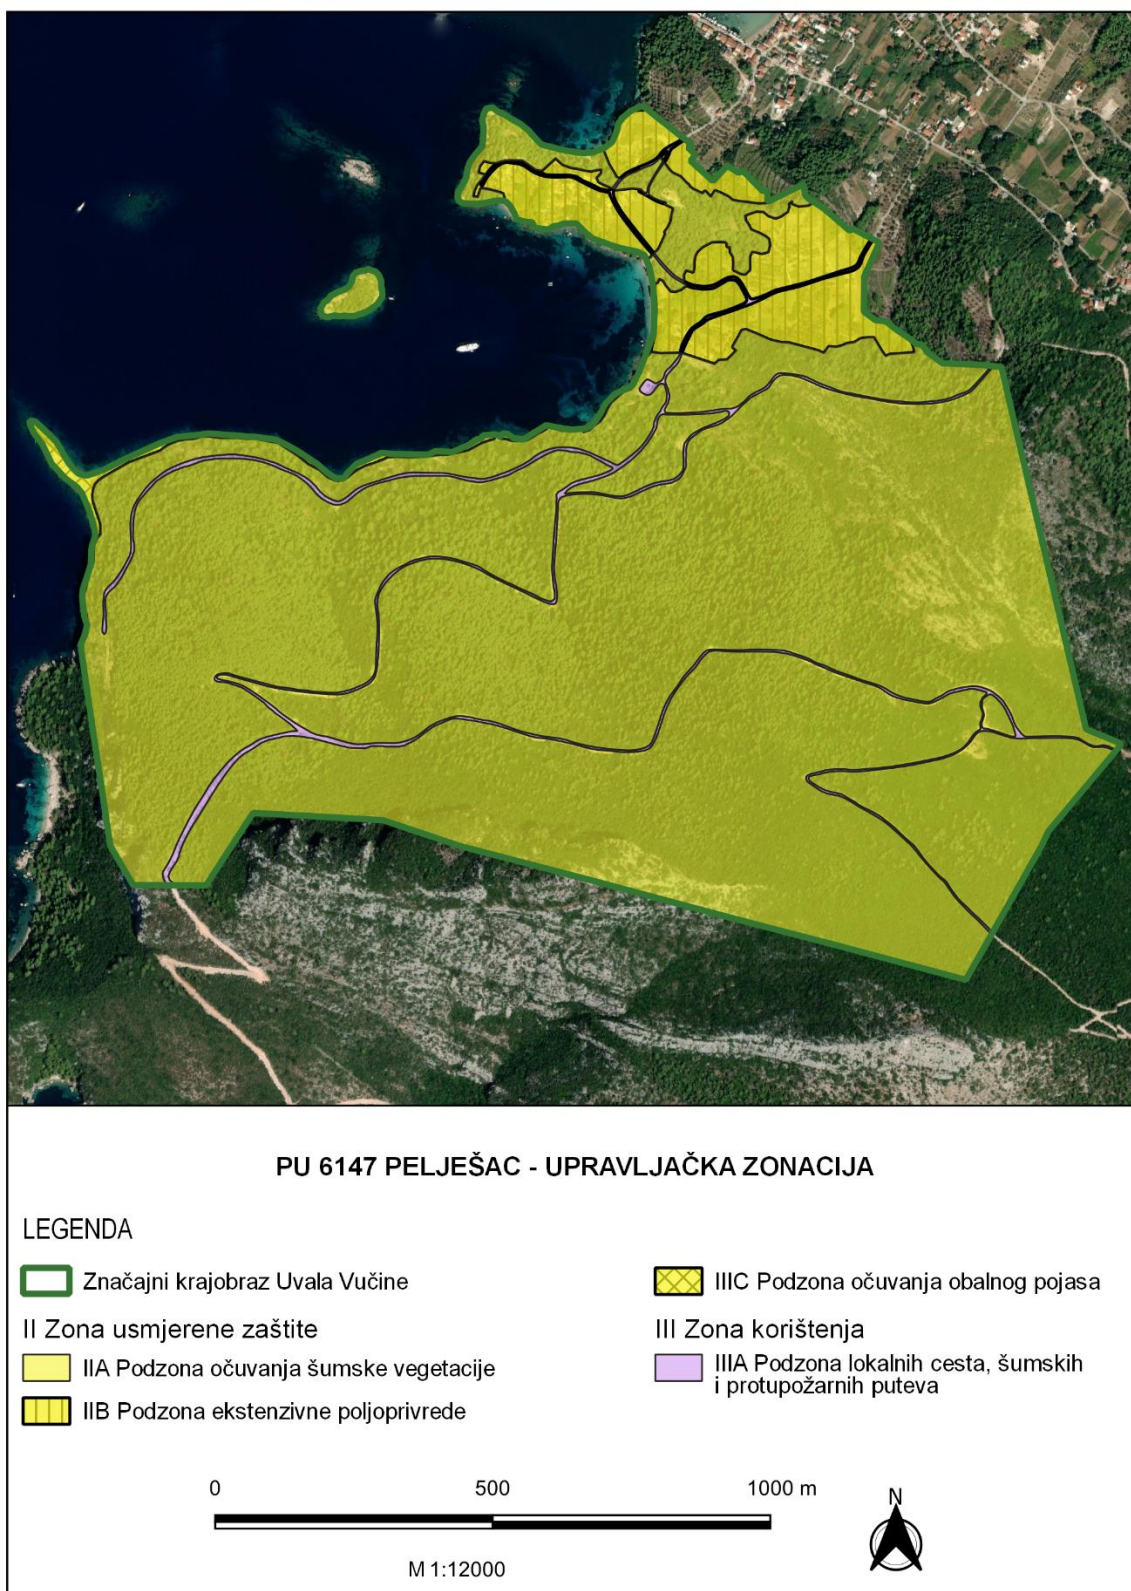 PU 6147 PELJEŠAC - UPRAVLJAČKA ZONACIJA
LEGENDA
Značajni krajobraz Uvala Vučine
II Zona usmjerene zaštite
IIA Podzona očuvanja šumske vegetacije
IIB Podzona ekstenzivne poljoprivrede
IIIC Podzona očuvanja obalnog pojasa
III Zona korištenja
IIIA Podzona lokalnih cesta, šumskih
i protupožarnih puteva
0 500 1000 m
M 1:12000
N